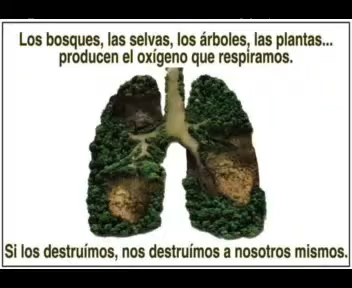 Los bosques, las selvas, los árboles, las plantas...
producen el oxígeno que respiramos.
Si los destruímos, nos destruímos a nosotros mismos.